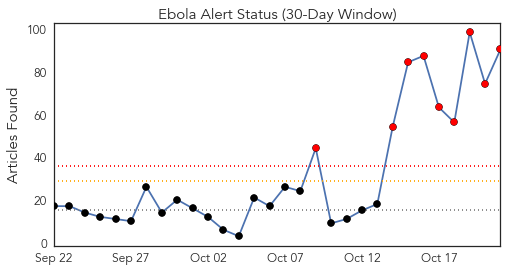 Ebola Alert Status (30-Day Window)
Articles Found
100
80
60
40
20
0
Sep 22 Sep 27 Oct 02 Oct 07 Oct 12 Oct 17